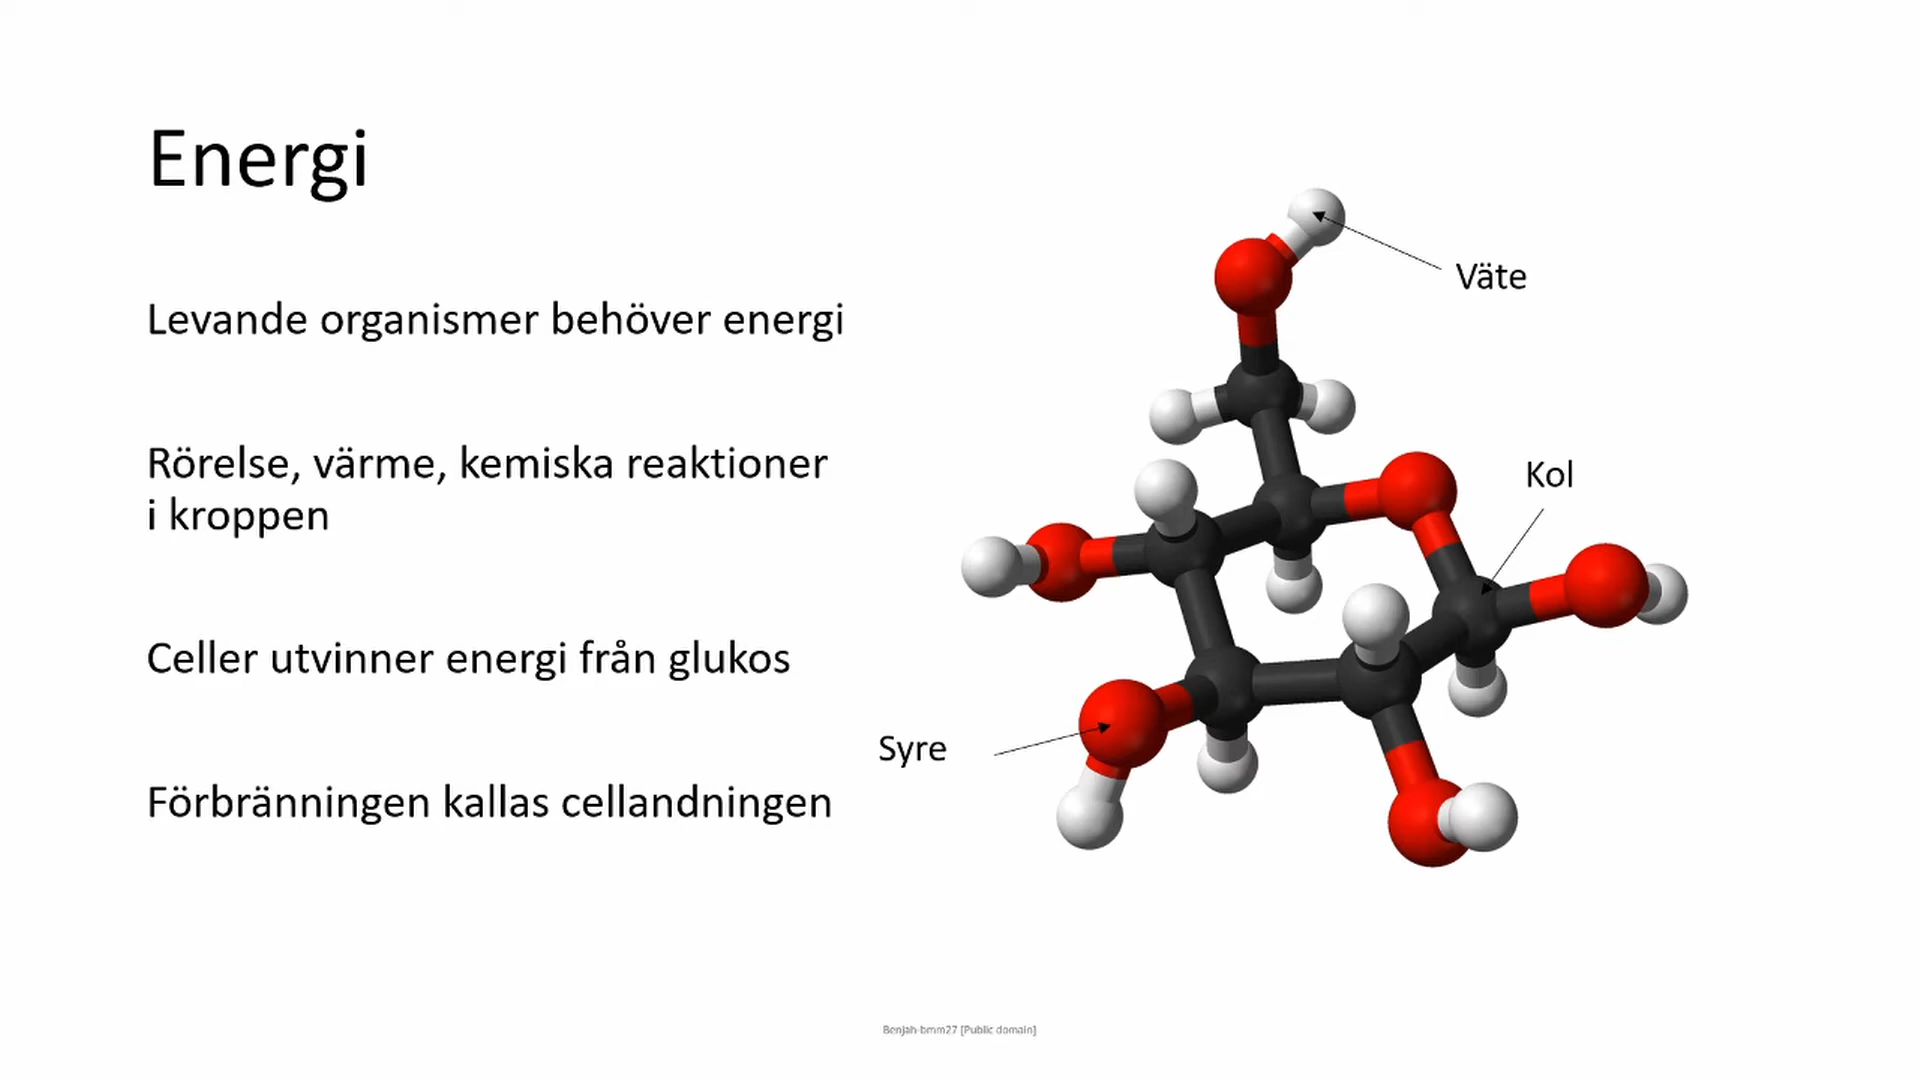 Energi
Levande organismer behöver energi
Rörelse, värme, kemiska reaktioner
i kroppen
Celler utvinner energi från glukos
Förbränningen kallas cellandningen
Väte
Kol
Syre
Benjah-bmm27 [Public domain]